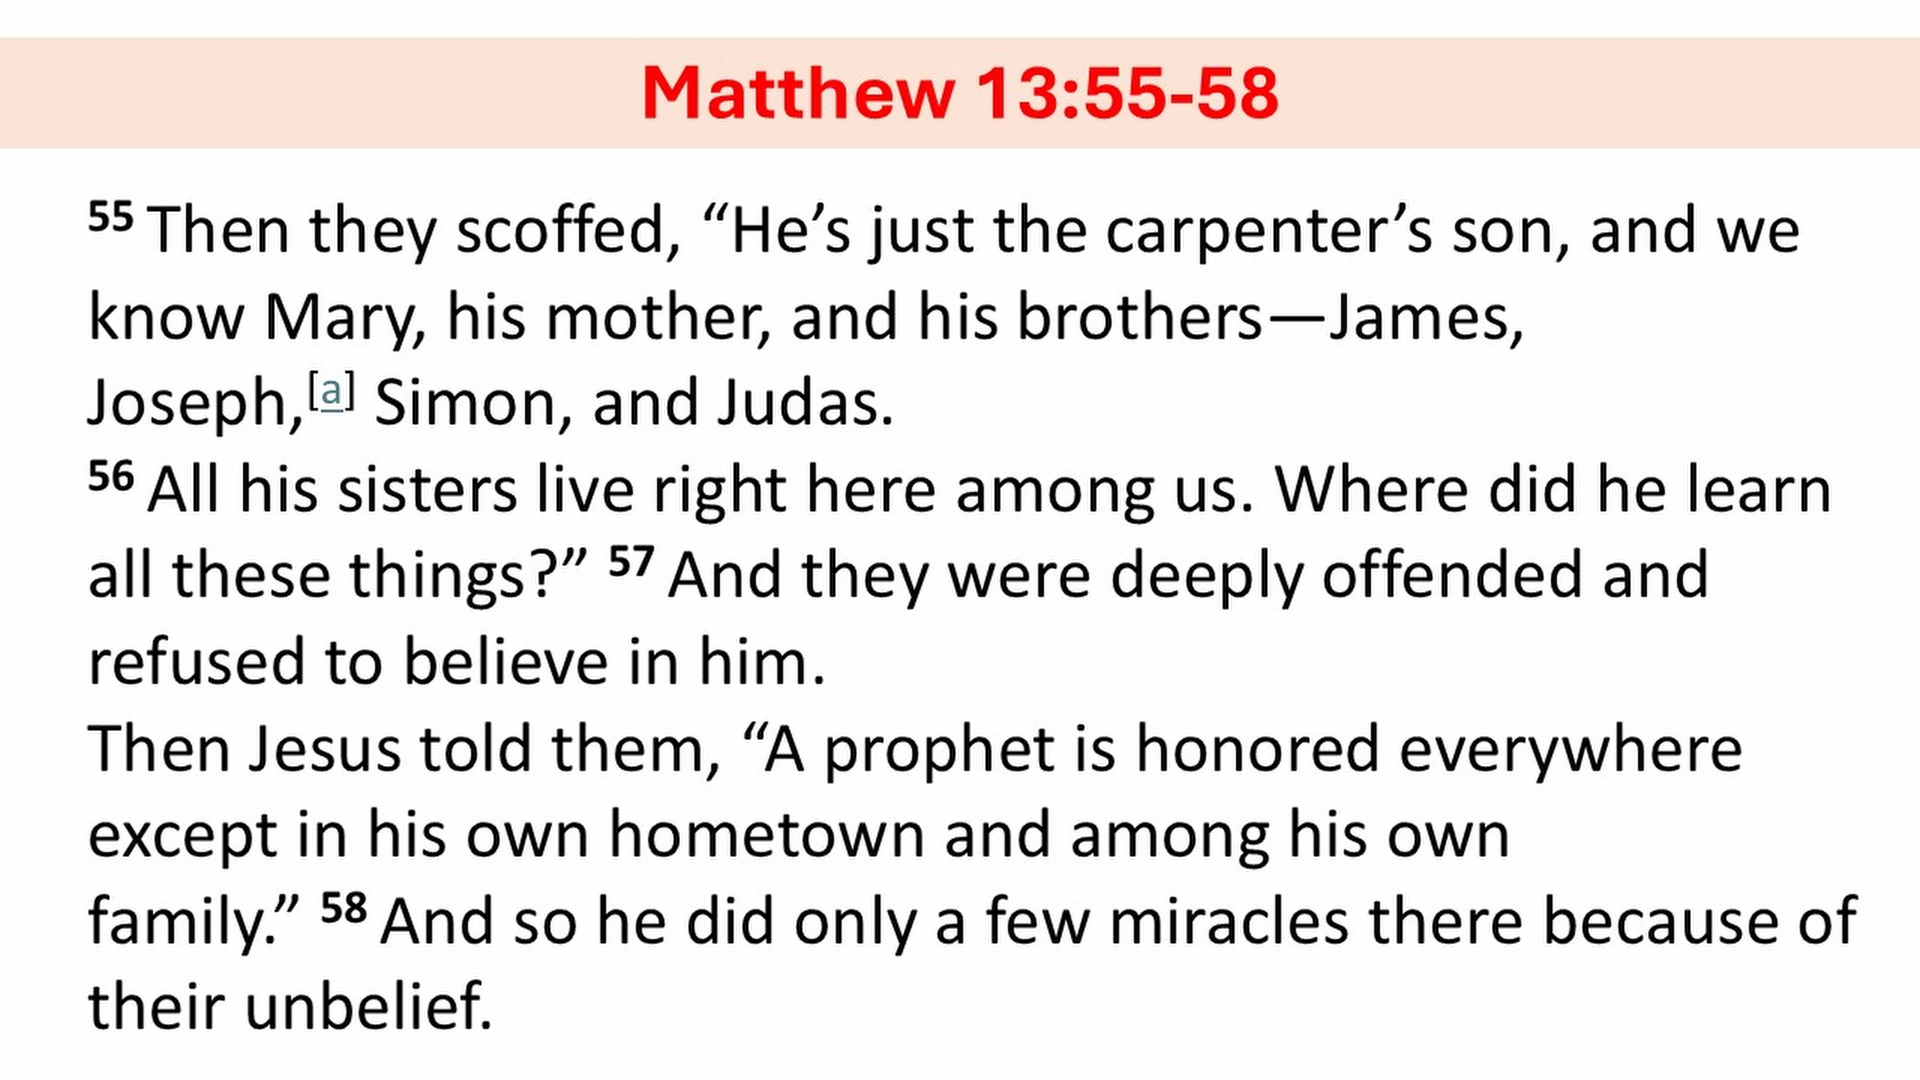 Matthew 13:55-58
55 Then they scoffed, “He’s just the carpenter’s son, and we
know Mary, his mother, and his brothers—James,
Joseph,[a] Simon, and Judas.
56 All his sisters live right here among us. Where did he learn
all these things?” 57 And they were deeply offended and
refused to believe in him.
Then Jesus told them, “A prophet is honored everywhere
except in his own hometown and among his own
family.” 58 And so he did only a few miracles there because of
their unbelief.